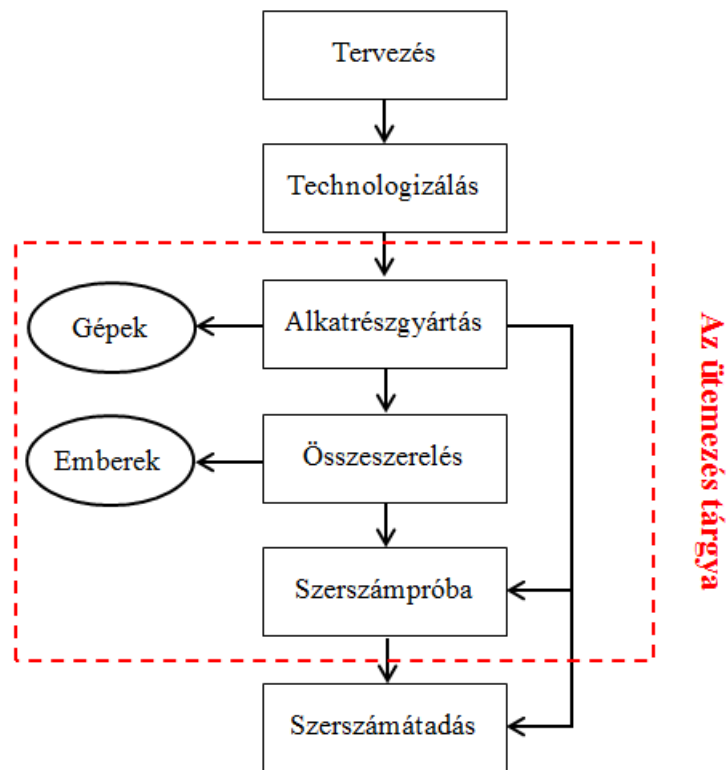 Tervezés
Technologizálás
Gépek
Alkatrészgyártás
Emberek
Összeszerelés
Szerszámpróba
Szerszámátadás
Az ütemezés tárgya